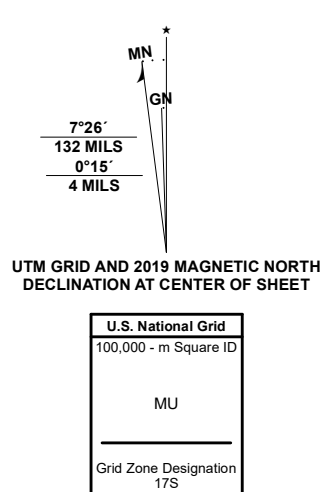 ★
MN
GN
7°26´
132 MILS
0°15´
4 MILS
UTM GRID AND 2019 MAGNETIC NORTH
DECLINATION AT CENTER OF SHEET
U.S. National Grid
100,000 - m Square ID
MU
Grid Zone Designation
17S